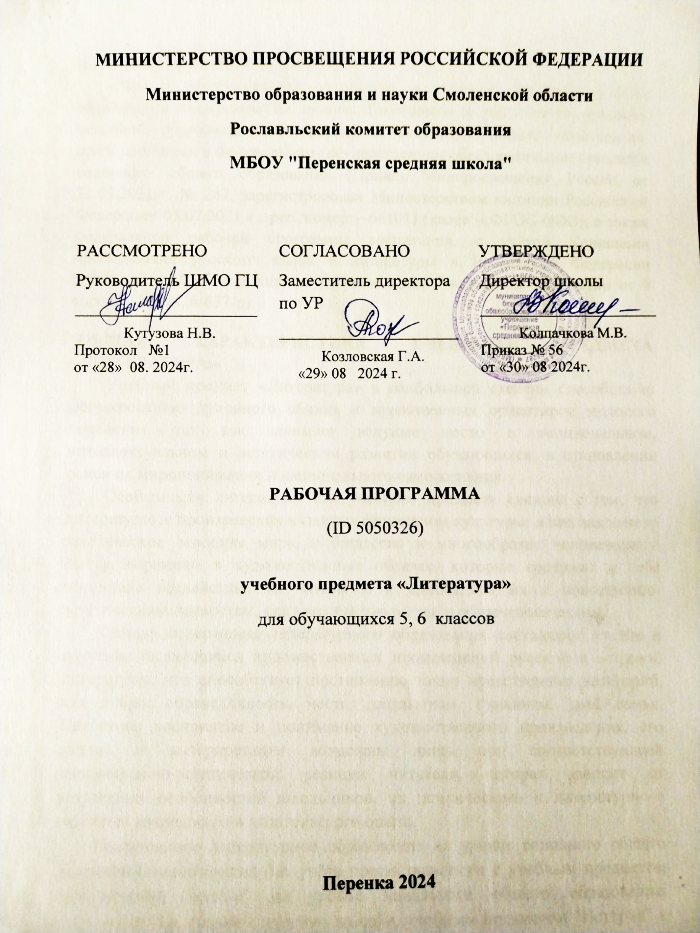 МИНИСТЕРСТВО ПРОСВЕЩЕНИЯ РОССИЙСКОЙ ФЕДЕРАЦИИ
Министерство образования и науки Смоленской области
Рославльский комитет образования
МБОУ "Перенская средняя школа"
РАССМОТРЕНО
Руководитель ШМО ГЦ
Кутузова Н.В.
Протокол №1
от «28» 08. 2024г.
СОГЛАСОВАНО
Заместитель директора
по УР
Козловская Г.А.
«29» 08 2024 г.
УТВЕРЖДЕНО
Директор школы
Колпачкова М.В.
Приказ № 56
от «30» 08 2024г.
РАБОЧАЯ ПРОГРАММА
(ID 5050326)
учебного предмета «Литература»
для обучающихся 5, 6 классов
Перенка 2024